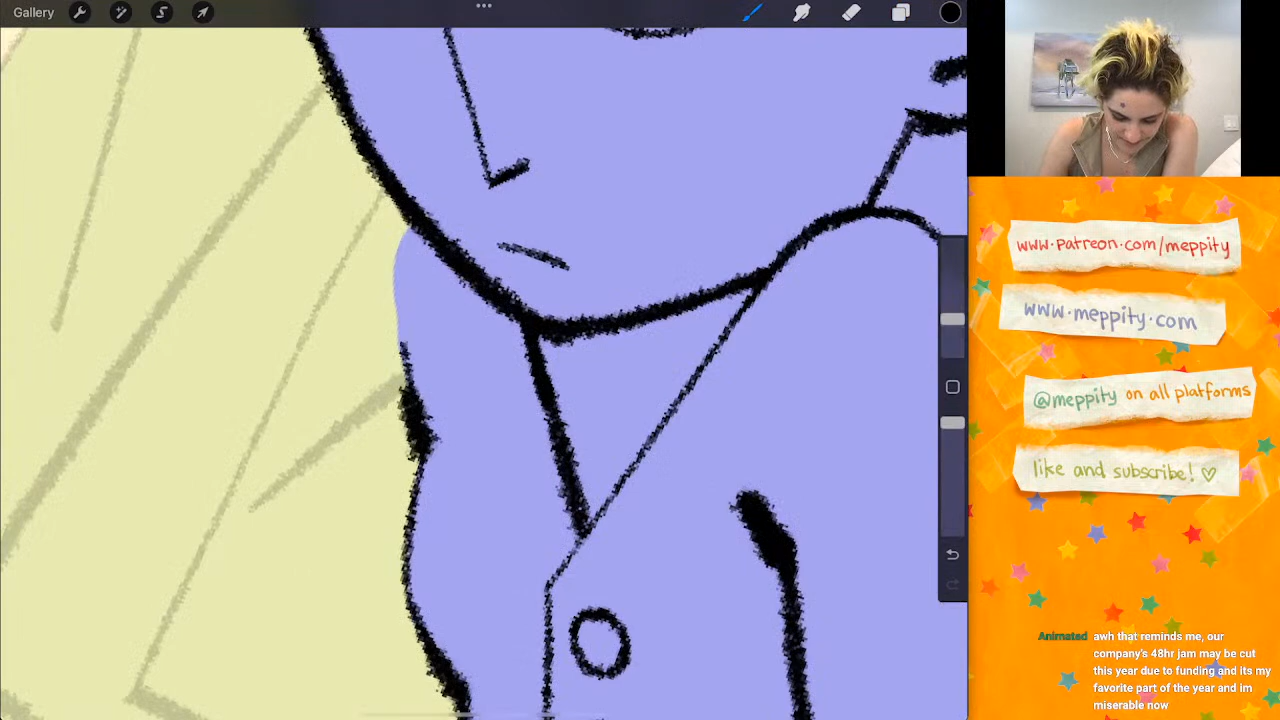 Gallery
www.patreon.com/meppity
www.meppity.com
@meppity on all platforms
like and subscribe! ♡
Animated awh that reminds me, our
company's 48hr jam may be cut
this year due to funding and its my
favorite part of the year and im
miserable now